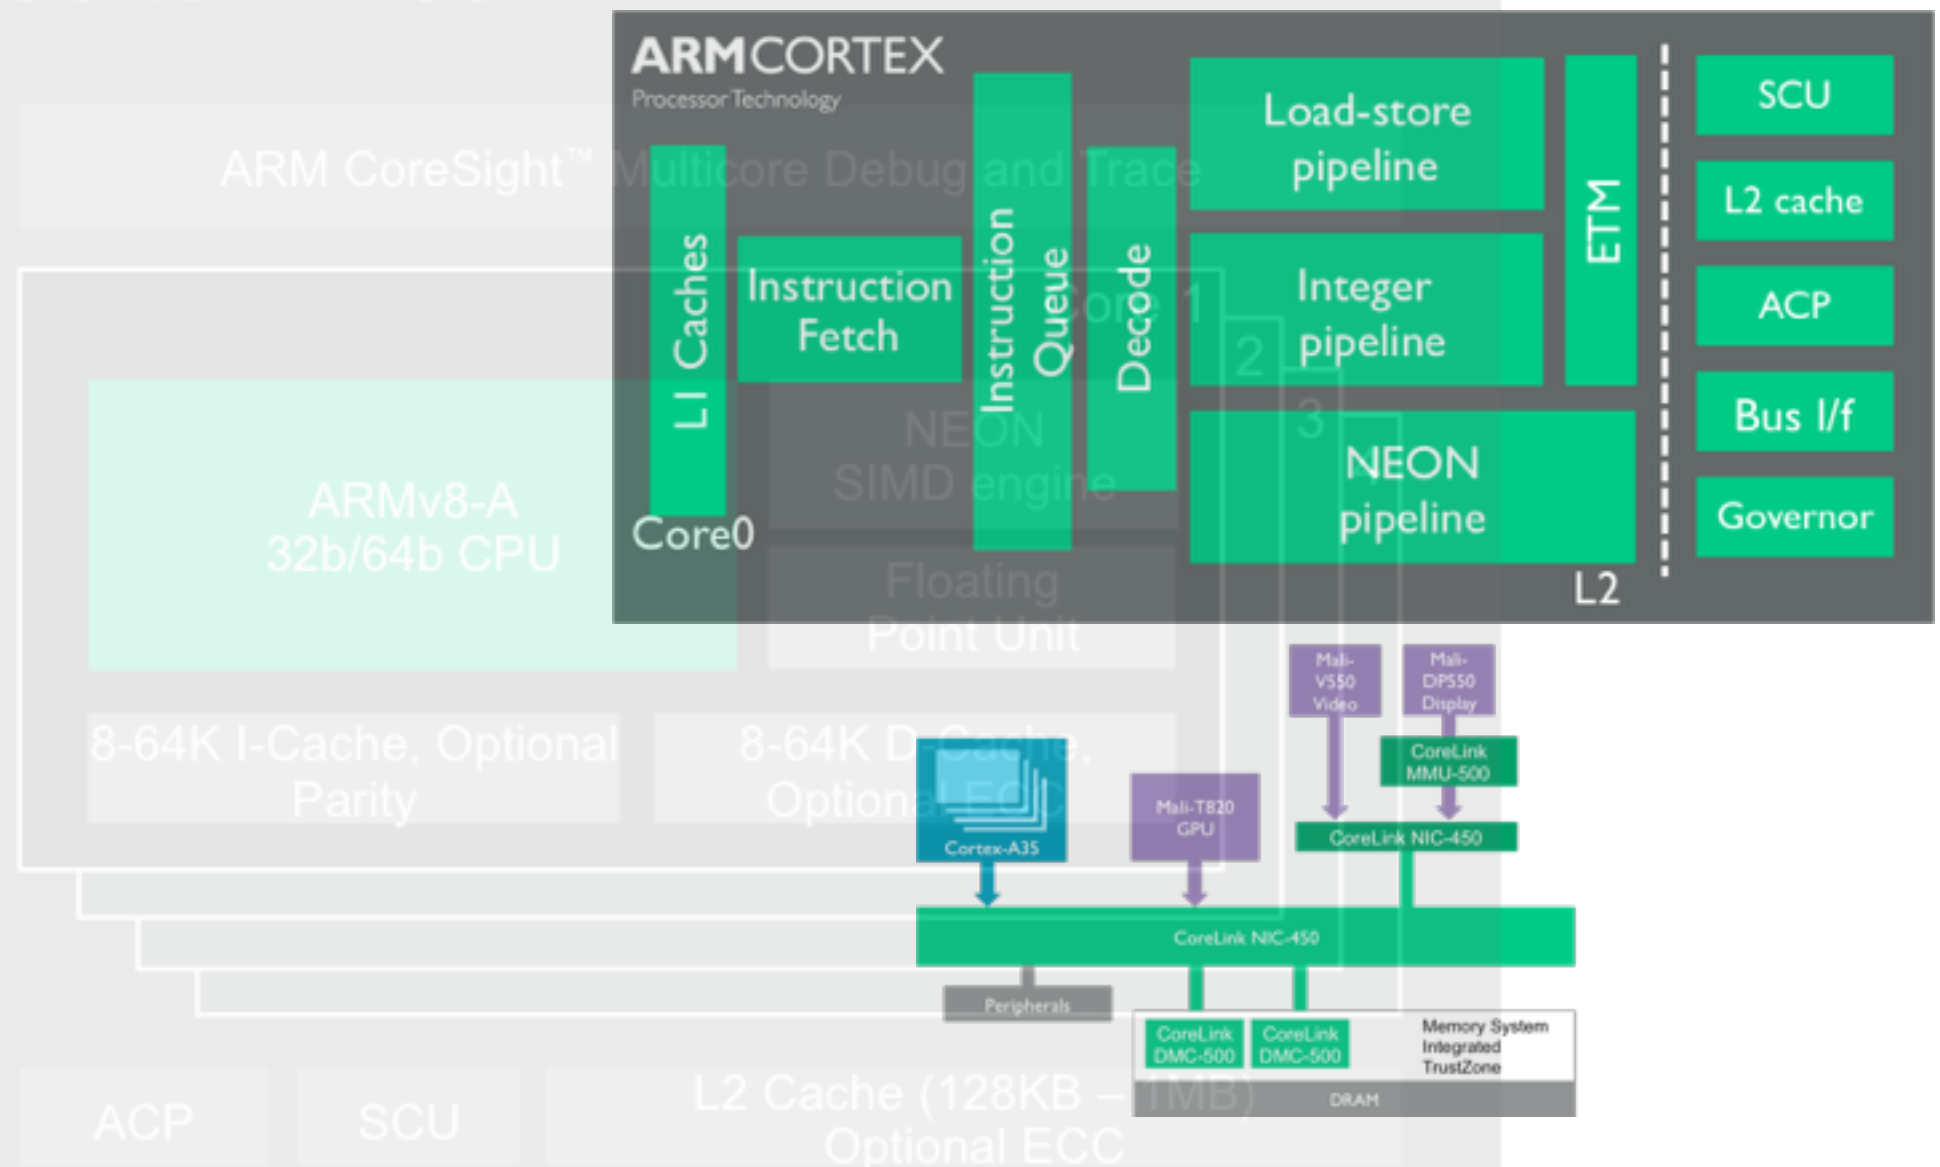 ARMCORTEX
Processor Technology
L1 Caches
Instruction
Fetch
Instruction
Queue
Decode
Load-store
pipeline
Integer
pipeline
NEON
pipeline
ETM
Core0
L2
SCU
L2 cache
ACP
Bus I/f
Governor
ARM CoreSight™ Multicore Debug and Trace
Core 1
2
3
ARMv8-A
32b/64b CPU
NEON
SIMD engine
Floating
Point Unit
8-64K I-Cache, Optional
Parity
8-64K D-Cache,
Optional ECC
ACP
SCU
L2 Cache (128KB – 1MB)
Optional ECC
Mali-
V550
Video
Mali-
DP550
Display
CoreLink
MMU-500
CoreLink NIC-450
Cortex-A35
Mali-T820
GPU
CoreLink NIC-450
Peripherals
CoreLink
DMC-500
CoreLink
DMC-500
Memory System
Integrated
TrustZone
DRAM